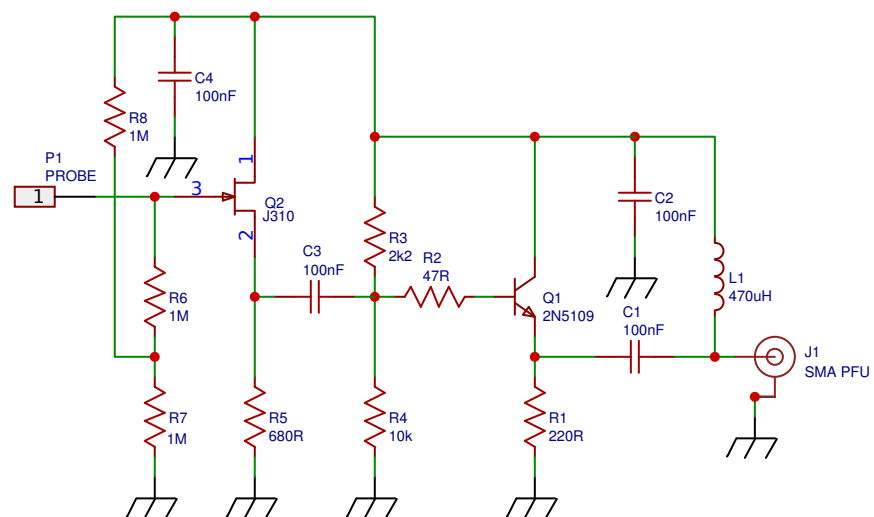 C4
100nF
R8
1M
P1
PROBE
1
3
1
Q2
J310
2
C3
100nF
R3
2k2
R2
47R
C2
100nF
R6
1M
Q1
2N5109
C1
100nF
L1
470uH
J1
SMA PFU
R7
1M
R5
680R
R4
10k
R1
220R